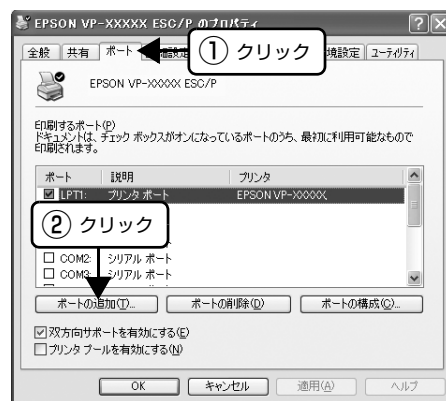 EPSON VP-XXXXX ESC/P のプロパティ
全般 共有 ポート
① クリック
環境設定 ユーティリティ
EPSON VP-XXXXX ESC/P
印刷するポート(P)
ドキュメントは、チェック ボックスがオンになっているポートのうち、最初に利用可能なもので
印刷されます。
ポート 説明 プリンタ
LPT1: プリンタ ポート EPSON VP-XXXXX,
② クリック
COM2: シリアル ポート
COM3: シリアル ポート
ポートの追加(T)... ポートの削除(D) ポートの構成(C)...
双方向サポートを有効にする(E)
プリンタ プールを有効にする(N)
OK キャンセル 適用(A) ヘルプ